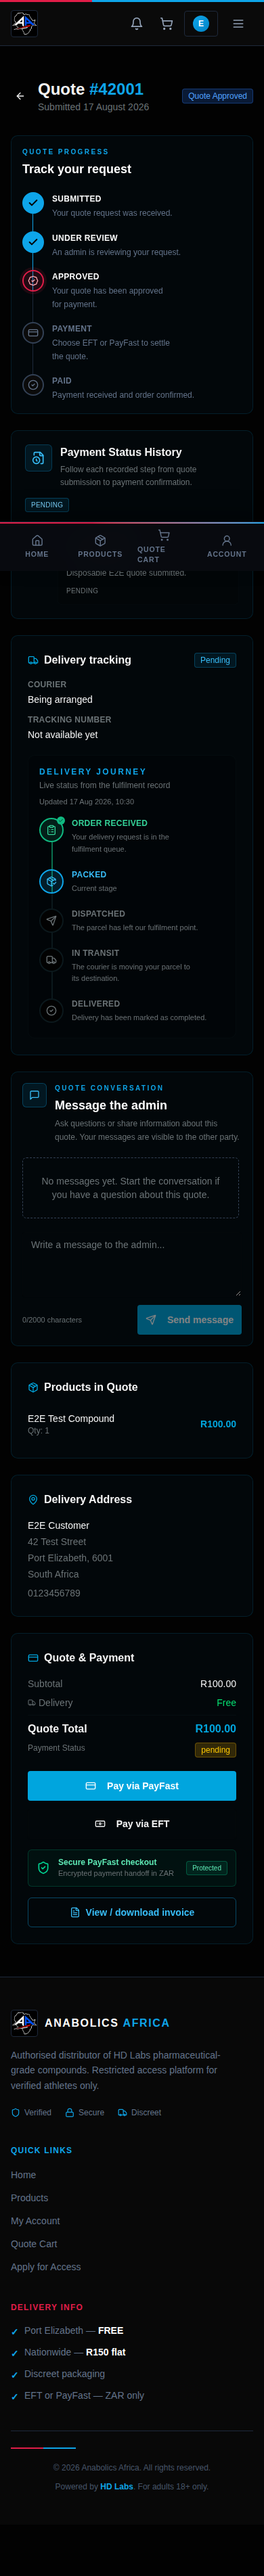 E
Quote #42001
Submitted 17 August 2026
Quote Approved
QUOTE PROGRESS
Track your request
SUBMITTED
Your quote request was received.
UNDER REVIEW
An admin is reviewing your request.
APPROVED
Your quote has been approved
for payment.
PAYMENT
Choose EFT or PayFast to settle
the quote.
PAID
Payment received and order confirmed.
Payment Status History
Follow each recorded step from quote
submission to payment confirmation.
PENDING
HOME
PRODUCTS
QUOTE
CART
ACCOUNT
Disposable E2E quote submitted.
PENDING
Delivery tracking
Pending
COURIER
Being arranged
TRACKING NUMBER
Not available yet
DELIVERY JOURNEY
Live status from the fulfilment record
Updated 17 Aug 2026, 10:30
ORDER RECEIVED
Your delivery request is in the
fulfilment queue.
PACKED
Current stage
DISPATCHED
The parcel has left our fulfilment point.
IN TRANSIT
The courier is moving your parcel to
its destination.
DELIVERED
Delivery has been marked as completed.
QUOTE CONVERSATION
Message the admin
Ask questions or share information about this
quote. Your messages are visible to the other party.
No messages yet. Start the conversation if
you have a question about this quote.
Write a message to the admin...
0/2000 characters
Send message
Products in Quote
E2E Test Compound
R100.00
Qty: 1
Delivery Address
E2E Customer
42 Test Street
Port Elizabeth, 6001
South Africa
0123456789
Quote & Payment
Subtotal
R100.00
Delivery
Free
Quote Total
R100.00
Payment Status
pending
Pay via PayFast
Pay via EFT
Secure PayFast checkout
Encrypted payment handoff in ZAR
Protected
View / download invoice
ANABOLICS AFRICA
Authorised distributor of HD Labs pharmaceutical-
grade compounds. Restricted access platform for
verified athletes only.
Verified
Secure
Discreet
QUICK LINKS
Home
Products
My Account
Quote Cart
Apply for Access
DELIVERY INFO
✓ Port Elizabeth — FREE
✓ Nationwide — R150 flat
✓ Discreet packaging
✓ EFT or PayFast — ZAR only
© 2026 Anabolics Africa. All rights reserved.
Powered by HD Labs. For adults 18+ only.